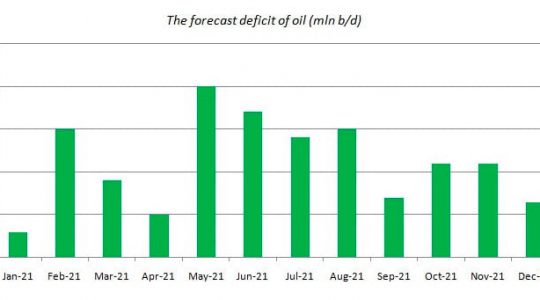 The forecast deficit of oil (mln b/d)
Jan-21 Feb-21 Mar-21 Apr-21 May-21 Jun-21 Jul-21 Aug-21 Sep-21 Oct-21 Nov-21 Dec-